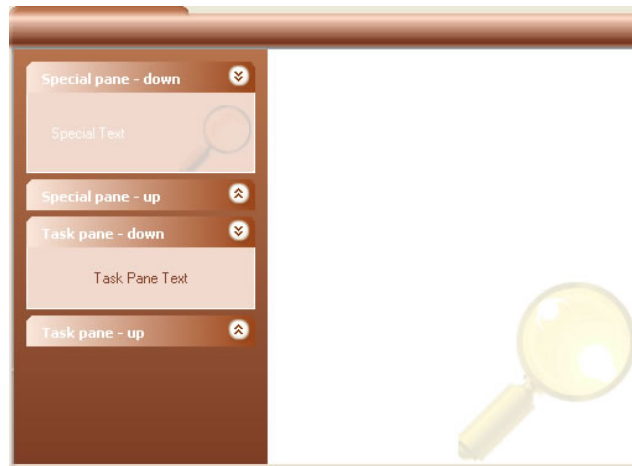 Special pane - down
Special Text
Special pane - up
Task pane - down
Task Pane Text
Task pane - up